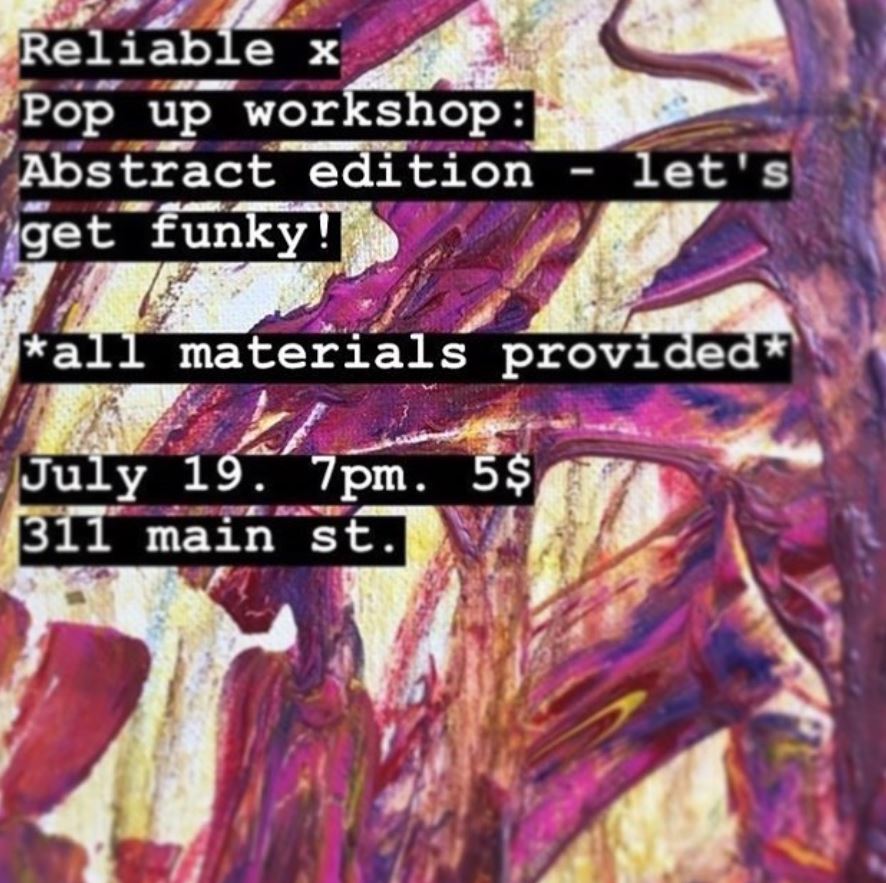 Reliable x
Pop up workshop:
Abstract edition - let's
get funky!
*all materials provided*
July 19. 7pm. 5$
311 main st.